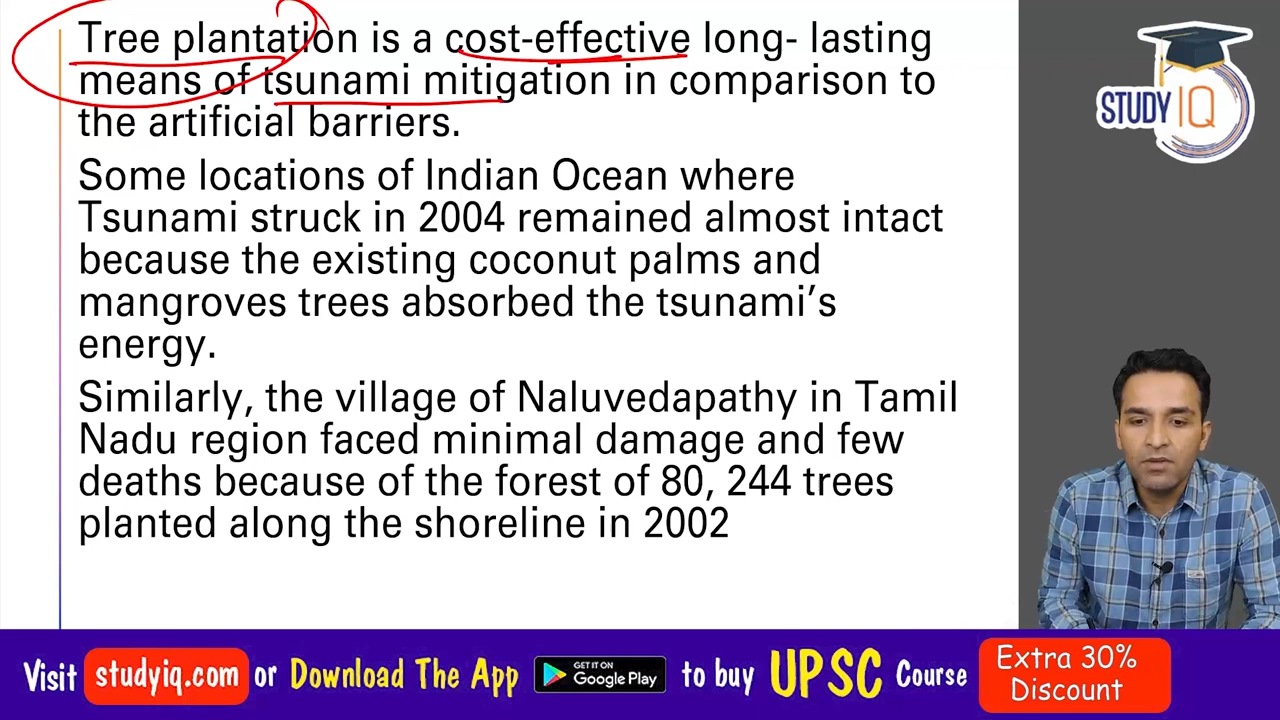 Tree plantation is a cost-effective long- lasting
means of tsunami mitigation in comparison to
the artificial barriers.
Some locations of Indian Ocean where
Tsunami struck in 2004 remained almost intact
because the existing coconut palms and
mangroves trees absorbed the tsunami’s
energy.
Similarly, the village of Naluvedapathy in Tamil
Nadu region faced minimal damage and few
deaths because of the forest of 80, 244 trees
planted along the shoreline in 2002
STUDY IQ
Visit studyiq.com or Download The App GET IT ON Google Play to buy UPSC Course
Extra 30%
Discount